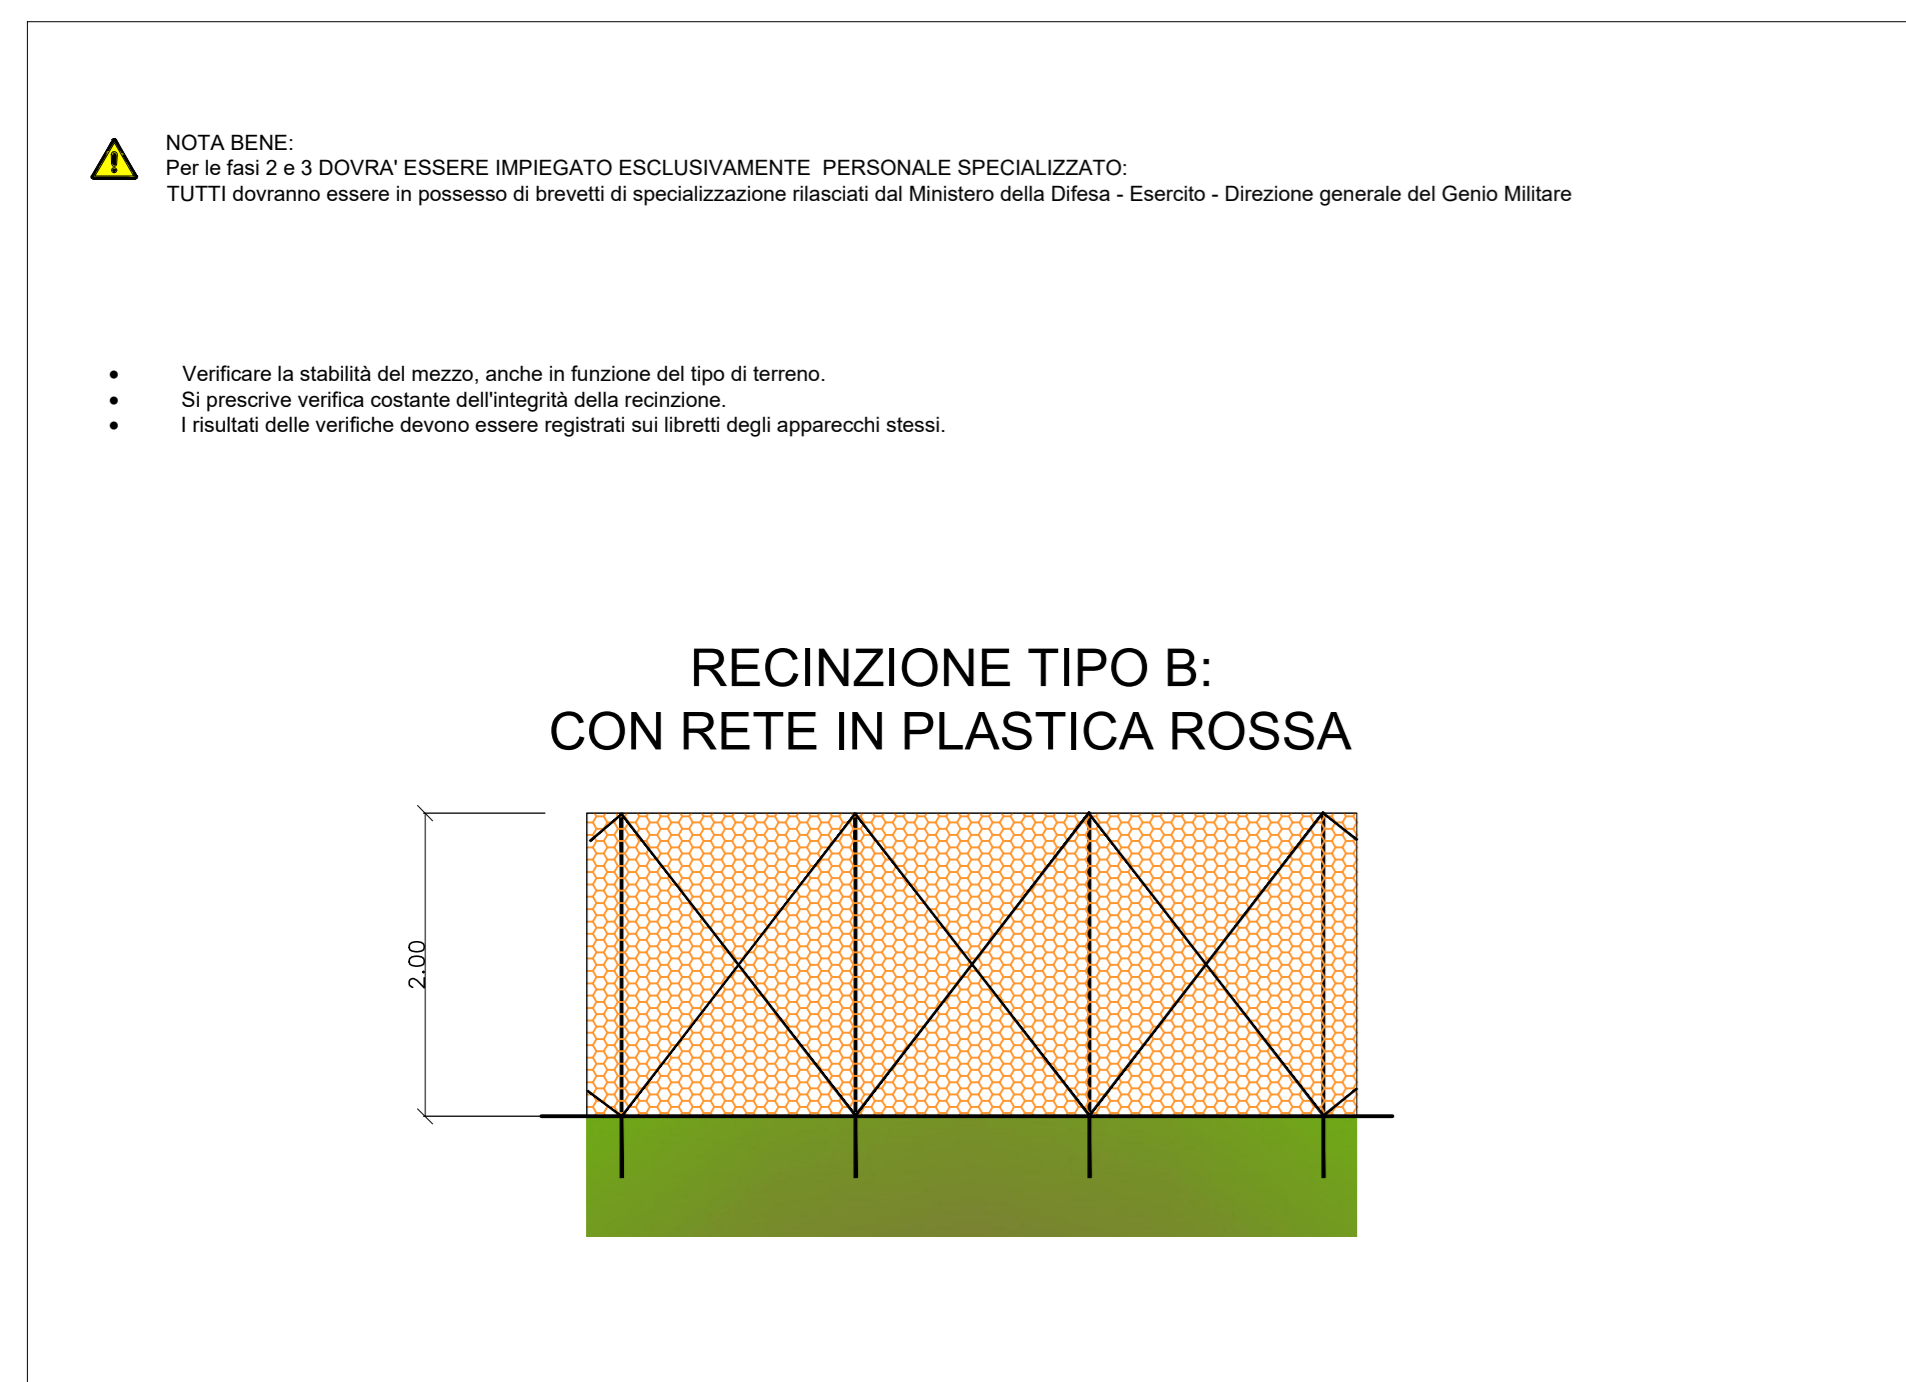 NOTA BENE:
Per le fasi 2 e 3 DOVRA' ESSERE IMPIEGATO ESCLUSIVAMENTE  PERSONALE SPECIALIZZATO:
TUTTI dovranno essere in possesso di brevetti di specializzazione rilasciati dal Ministero della Difesa - Esercito - Direzione generale del Genio Militare
• Verificare la stabilità del mezzo, anche in funzione del tipo di terreno.
• Si prescrive verifica costante dell'integrità della recinzione.
• I risultati delle verifiche devono essere registrati sui libretti degli apparecchi stessi.
RECINZIONE TIPO B:
CON RETE IN PLASTICA ROSSA
2.00